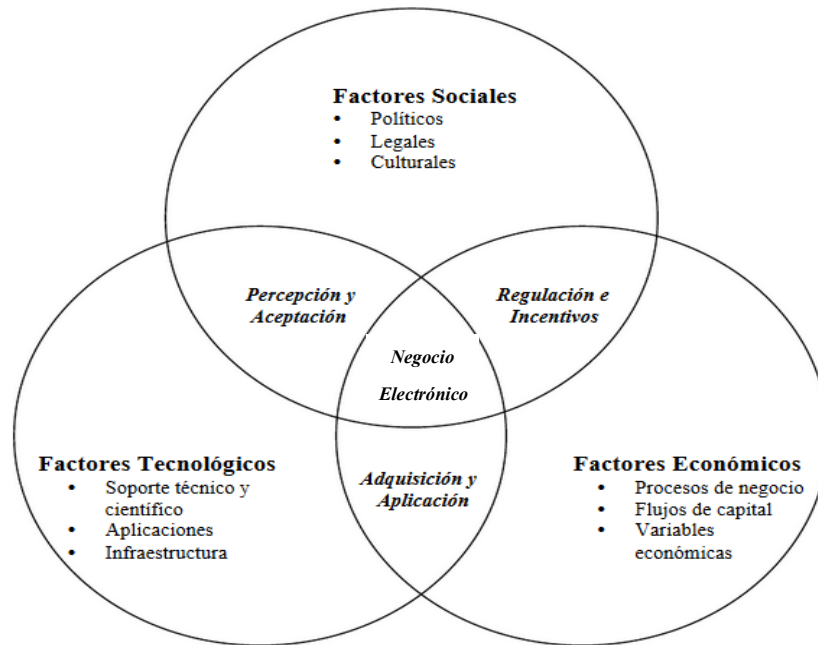 Factores Sociales
• Políticos
• Legales
• Culturales
Percepción y
Aceptación
Regulación e
Incentivos
Negocio
Electrónico
Factores Tecnológicos
• Soporte técnico y
científico
• Aplicaciones
• Infraestructura
Adquisición y
Aplicación
Factores Económicos
• Procesos de negocio
• Flujos de capital
• Variables
económicas